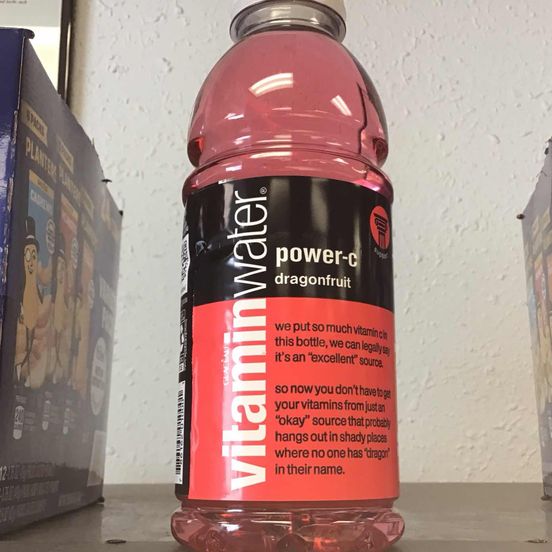 PLANTERS
vitaminwater®
power-c
dragonfruit
we put so much vitamin c in
this bottle, we can legally say
it's an "excellent" source.
so now you don't have to get
your vitamins from just an
"okay" source that probably
hangs out in shady places
where no one has "dragon"
in their name.